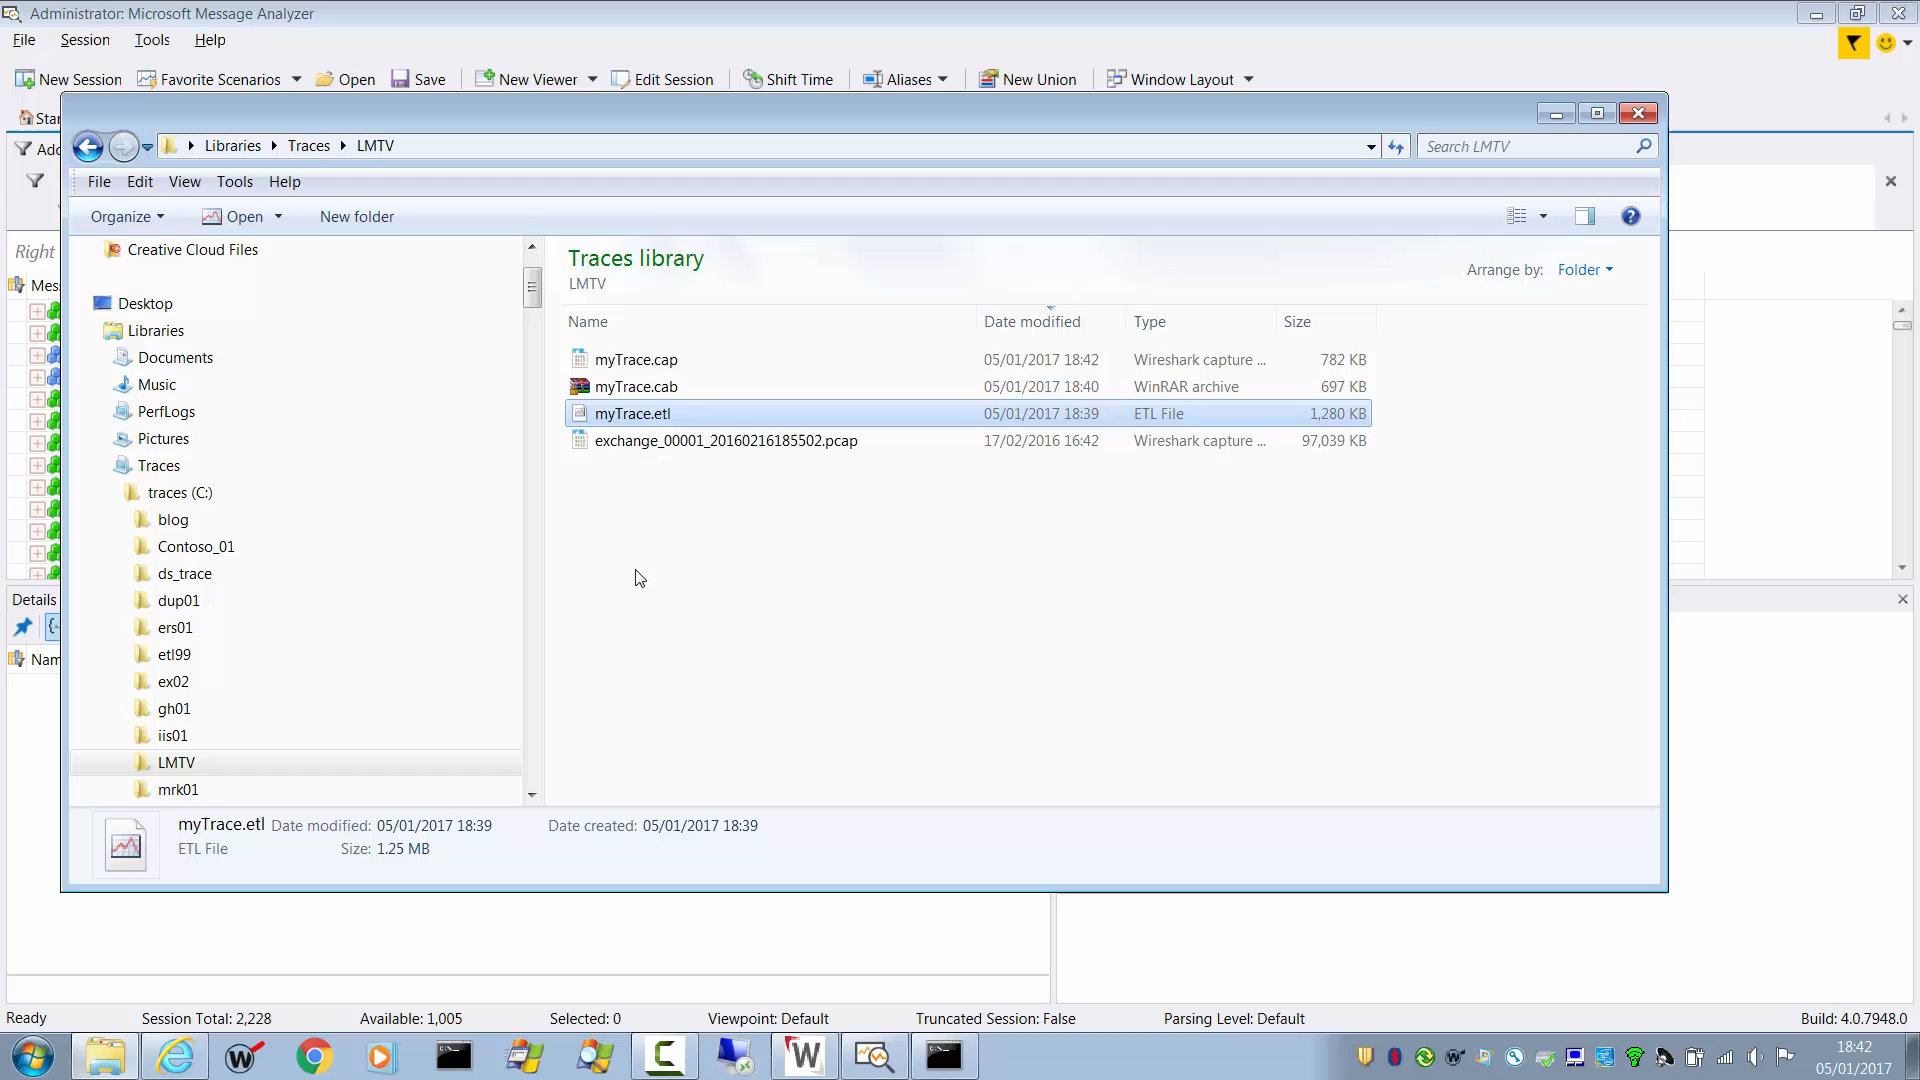 Administrator: Microsoft Message Analyzer
File Session Tools Help
New Session Favorite Scenarios Open Save New Viewer Edit Session Shift Time Aliases New Union Window Layout
Libraries Traces LMTV
Search LMTV
File Edit View Tools Help
Organize Open New folder
Right
Creative Cloud Files
Desktop
Libraries
Documents
Music
PerfLogs
Pictures
Traces
traces (C:)
blog
Contoso_01
ds_trace
dup01
ers01
etl99
ex02
gh01
iis01
LMTV
mrk01
Traces library
LMTV
Arrange by: Folder
Name Date modified Type Size
myTrace.cap 05/01/2017 18:42 Wireshark capture ... 782 KB
myTrace.cab 05/01/2017 18:40 WinRAR archive 697 KB
myTrace.etl 05/01/2017 18:39 ETL File 1,280 KB
exchange_00001_20160216185502.pcap 17/02/2016 16:42 Wireshark capture ... 97,039 KB
Details
myTrace.etl Date modified: 05/01/2017 18:39 Date created: 05/01/2017 18:39
ETL File Size: 1.25 MB
Ready Session Total: 2,228 Available: 1,005 Selected: 0 Viewpoint: Default Truncated Session: False Parsing Level: Default Build: 4.0.7948.0
18:42
05/01/2017